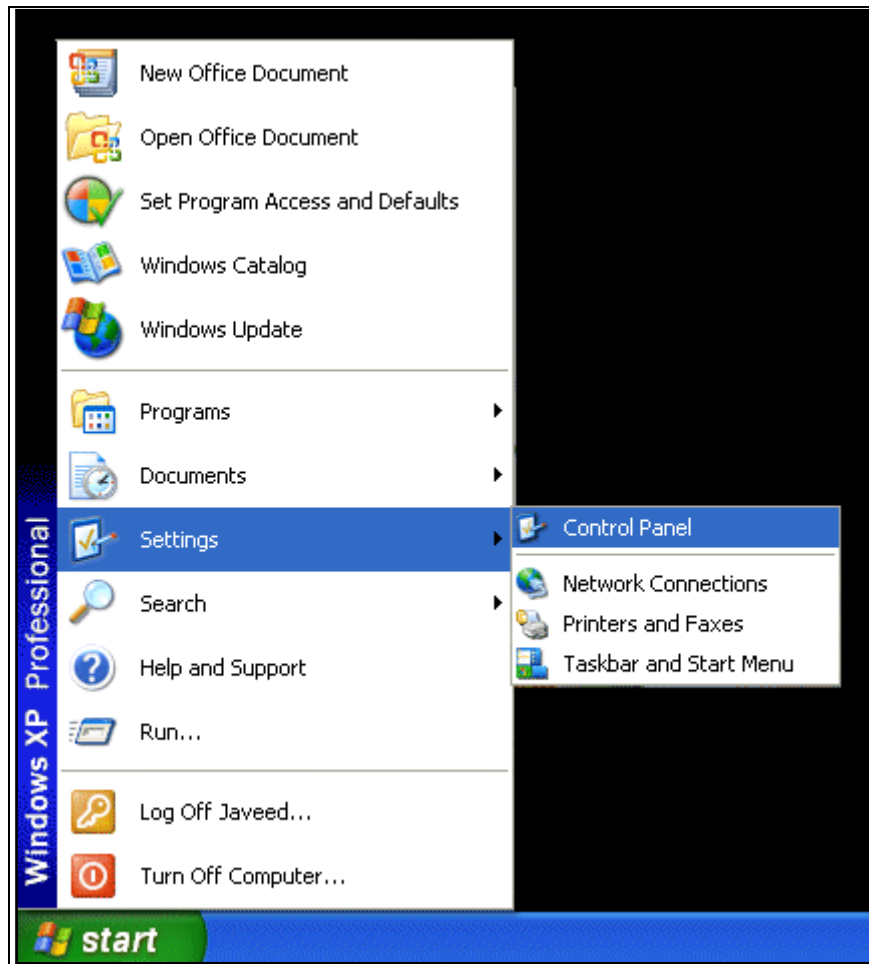 New Office Document
Open Office Document
Set Program Access and Defaults
Windows Catalog
Windows Update
Programs
Documents
Settings
Search
Help and Support
Run...
Log Off Javeed...
Turn Off Computer...
Control Panel
Network Connections
Printers and Faxes
Taskbar and Start Menu
Windows XP Professional
start